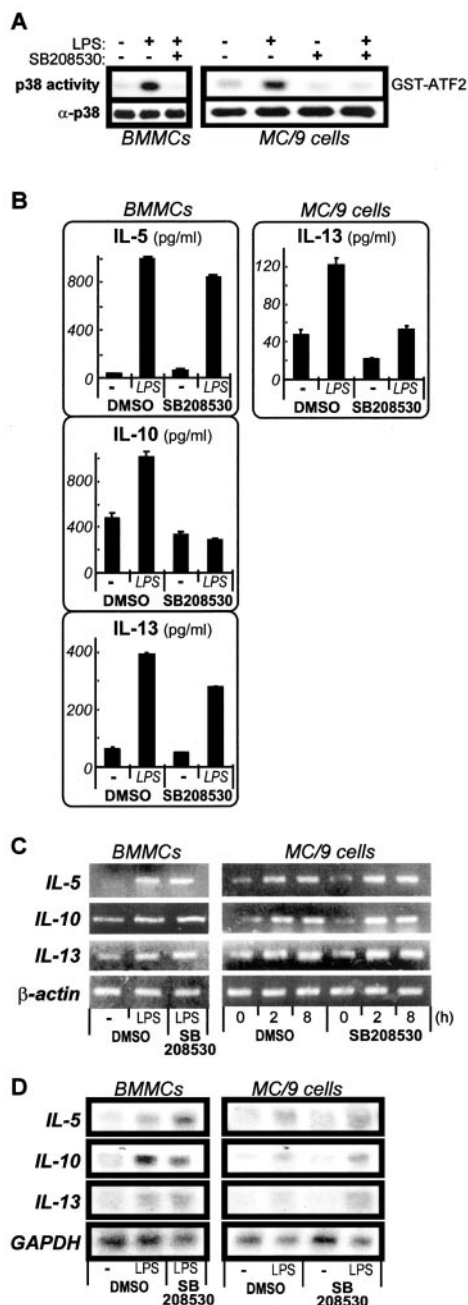 A
LPS: - + + - + - +
SB208530: + + +
p38 activity GST-ATF2
α-p38
BMMCs MC/9 cells
B
BMMCs MC/9 cells
IL-5 (pg/ml) IL-13 (pg/ml)
800 120
80
400
40
0 0
- LPS - LPS - LPS - LPS
DMSO SB208530 DMSO SB208530
IL-10 (pg/ml)
800
400
0
- LPS - LPS
DMSO SB208530
IL-13 (pg/ml)
400
200
0
- LPS - LPS
DMSO SB208530
C
BMMCs MC/9 cells
IL-5
IL-10
IL-13
β-actin
- LPS LPS 0 2 8 0 2 8 (h)
DMSO SB 208530 DMSO SB208530
D
BMMCs MC/9 cells
IL-5
IL-10
IL-13
GAPDH
- LPS LPS - LPS - LPS
DMSO SB DMSO SB
208530 208530